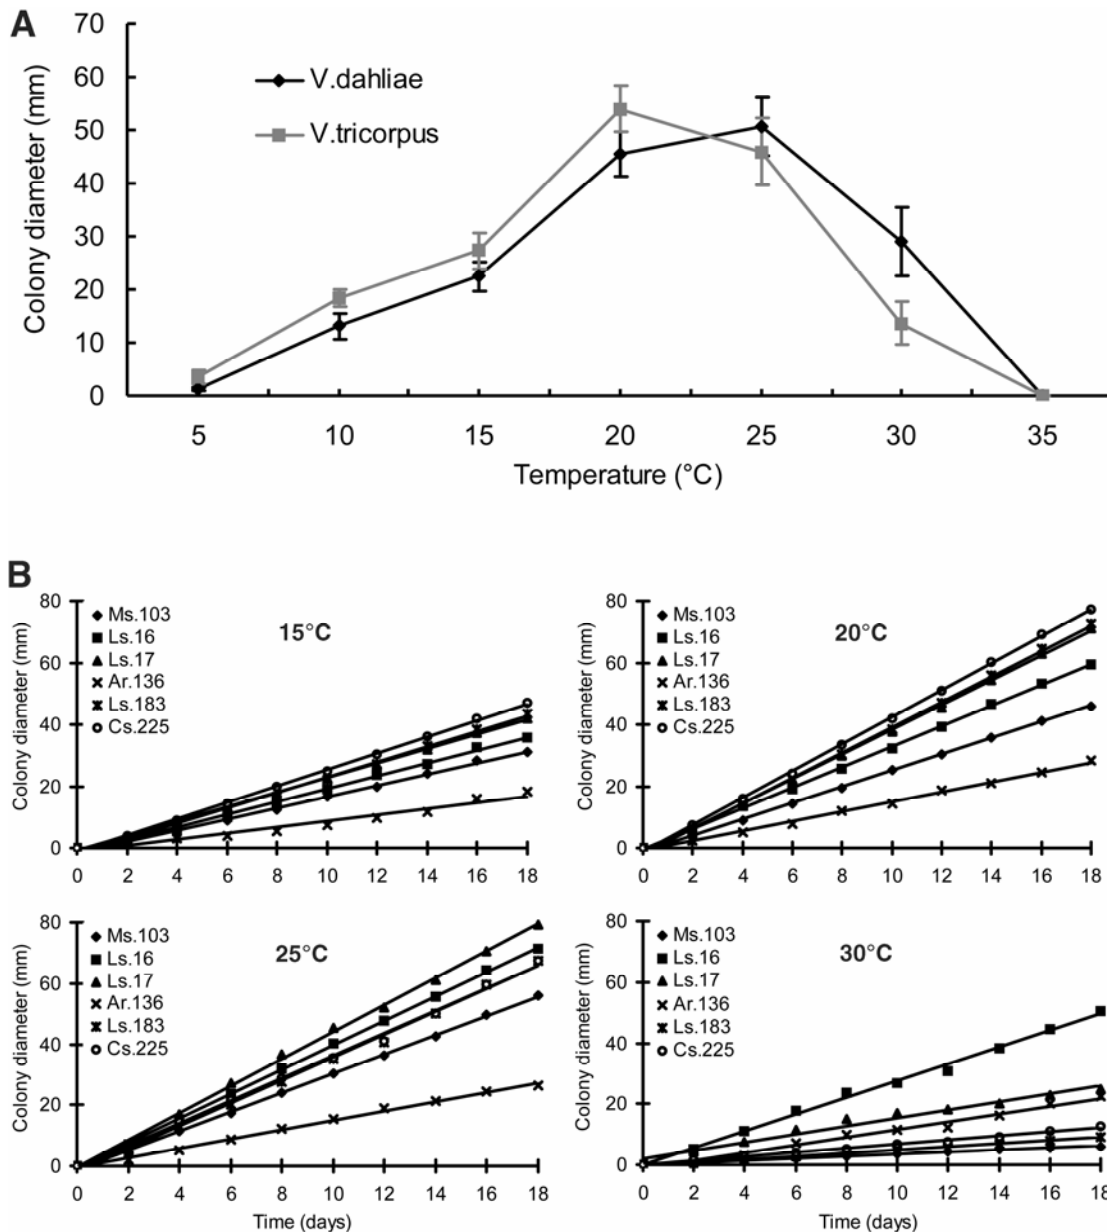 A
Colony diameter (mm)
70
60
50
40
30
20
10
0
V.dahliae
V.tricorpus
5 10 15 20 25 30 35
Temperature (°C)
B
Colony diameter (mm)
80
60
40
20
0
Ms.103
Ls.16
Ls.17
Ar.136
Ls.183
Cs.225
15°C
0 2 4 6 8 10 12 14 16 18
Colony diameter (mm)
80
60
40
20
0
Ms.103
Ls.16
Ls.17
Ar.136
Ls.183
Cs.225
20°C
0 2 4 6 8 10 12 14 16 18
Colony diameter (mm)
80
60
40
20
0
Ms.103
Ls.16
Ls.17
Ar.136
Ls.183
Cs.225
25°C
0 2 4 6 8 10 12 14 16 18
Time (days)
Colony diameter (mm)
80
60
40
20
0
Ms.103
Ls.16
Ls.17
Ar.136
Ls.183
Cs.225
30°C
0 2 4 6 8 10 12 14 16 18
Time (days)